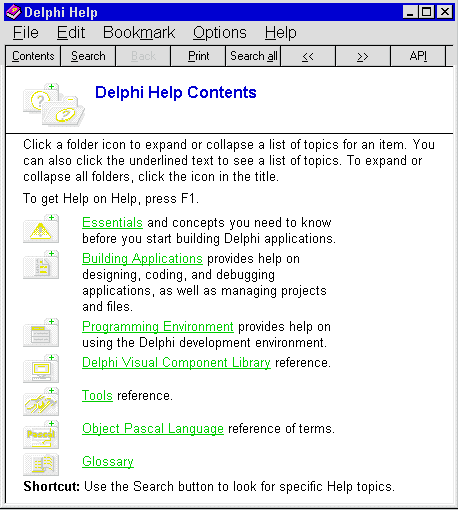 Delphi Help
File Edit Bookmark Options Help
Contents Search Back Print Search all << >> API
Delphi Help Contents
Click a folder icon to expand or collapse a list of topics for an item. You
can also click the underlined text to see a list of topics. To expand or
collapse all folders, click the icon in the title.
To get Help on Help, press F1.
Essentials and concepts you need to know
before you start building Delphi applications.
Building Applications provides help on
designing, coding, and debugging
applications, as well as managing projects
and files.
Programming Environment provides help on
using the Delphi development environment.
Delphi Visual Component Library reference.
Tools reference.
Pascal
Object Pascal Language reference of terms.
Glossary
Shortcut: Use the Search button to look for specific Help topics.